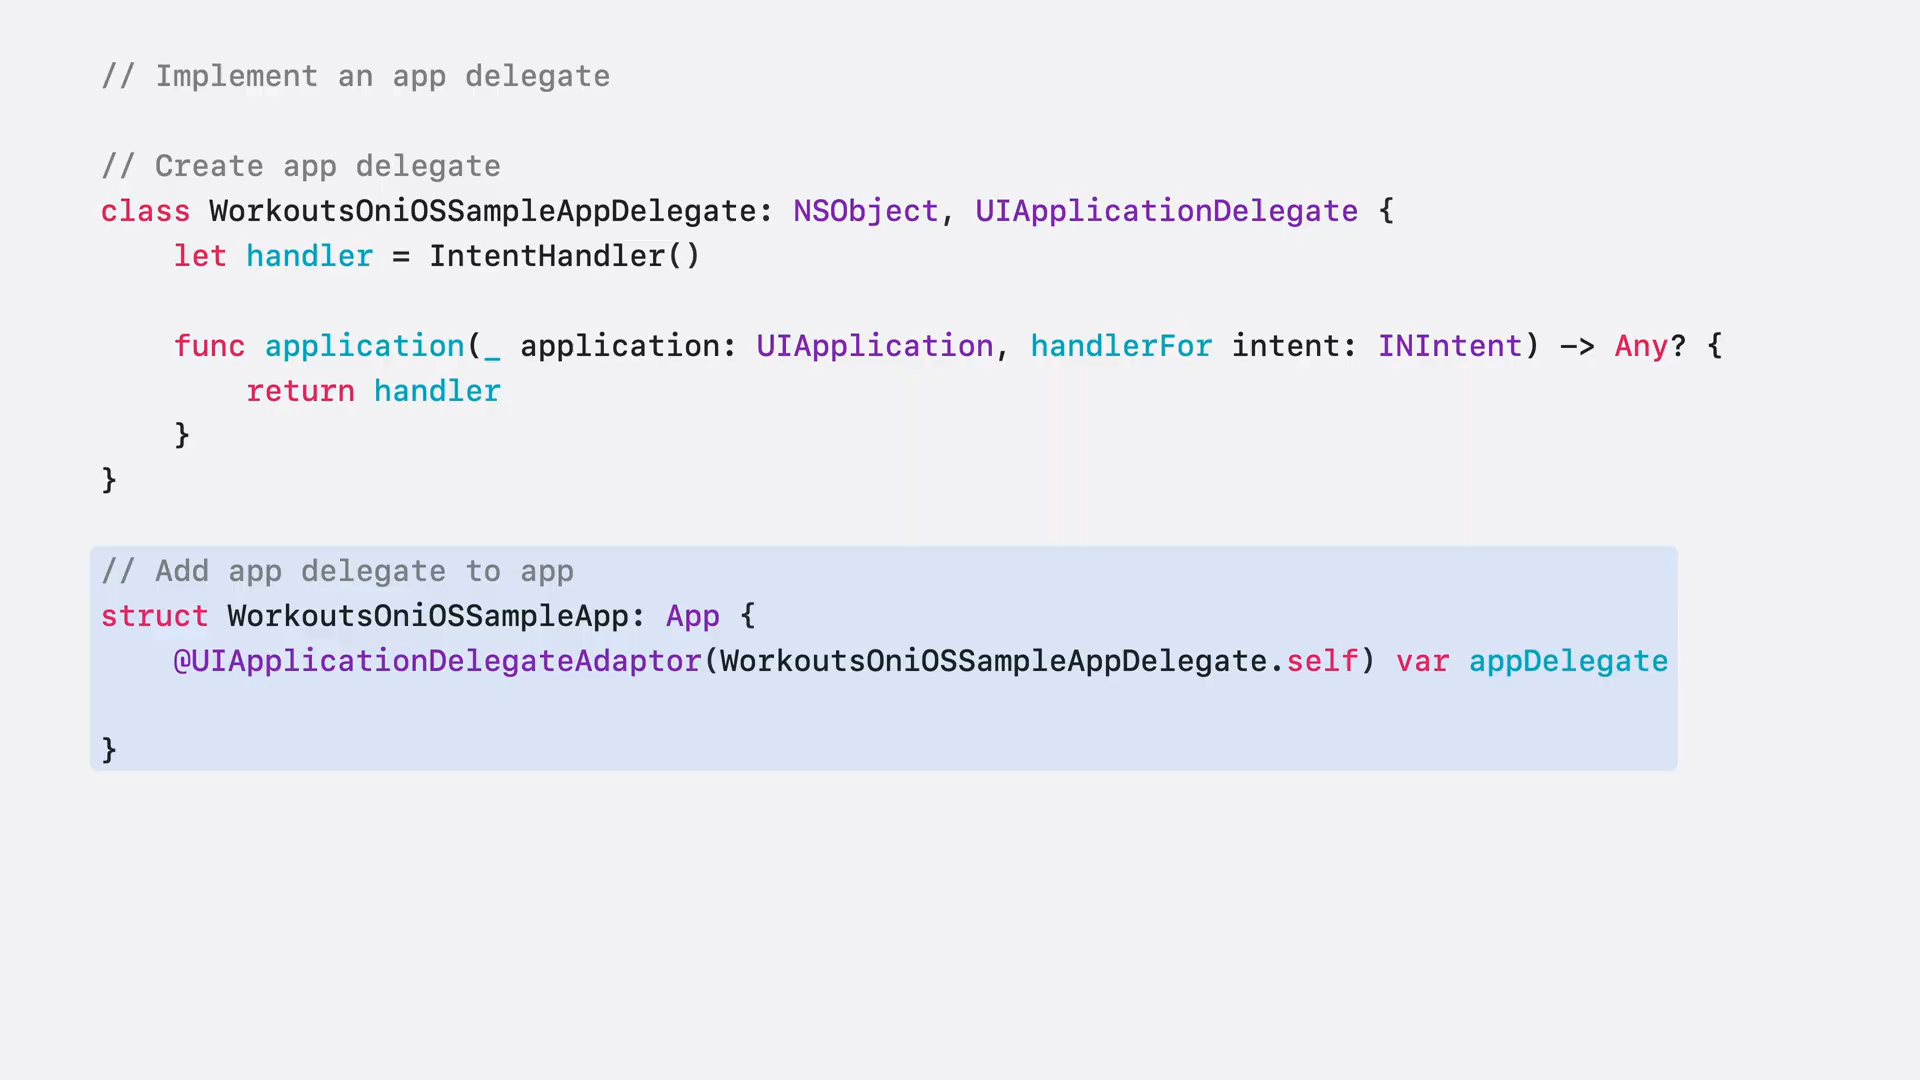 // Implement an app delegate
// Create app delegate
class WorkoutsOniOSSampleAppDelegate: NSObject, UIApplicationDelegate {
    let handler = IntentHandler()
    func application(_ application: UIApplication, handlerFor intent: INIntent) -> Any? {
        return handler
    }
}
// Add app delegate to app
struct WorkoutsOniOSSampleApp: App {
    @UIApplicationDelegateAdaptor(WorkoutsOniOSSampleAppDelegate.self) var appDelegate
}